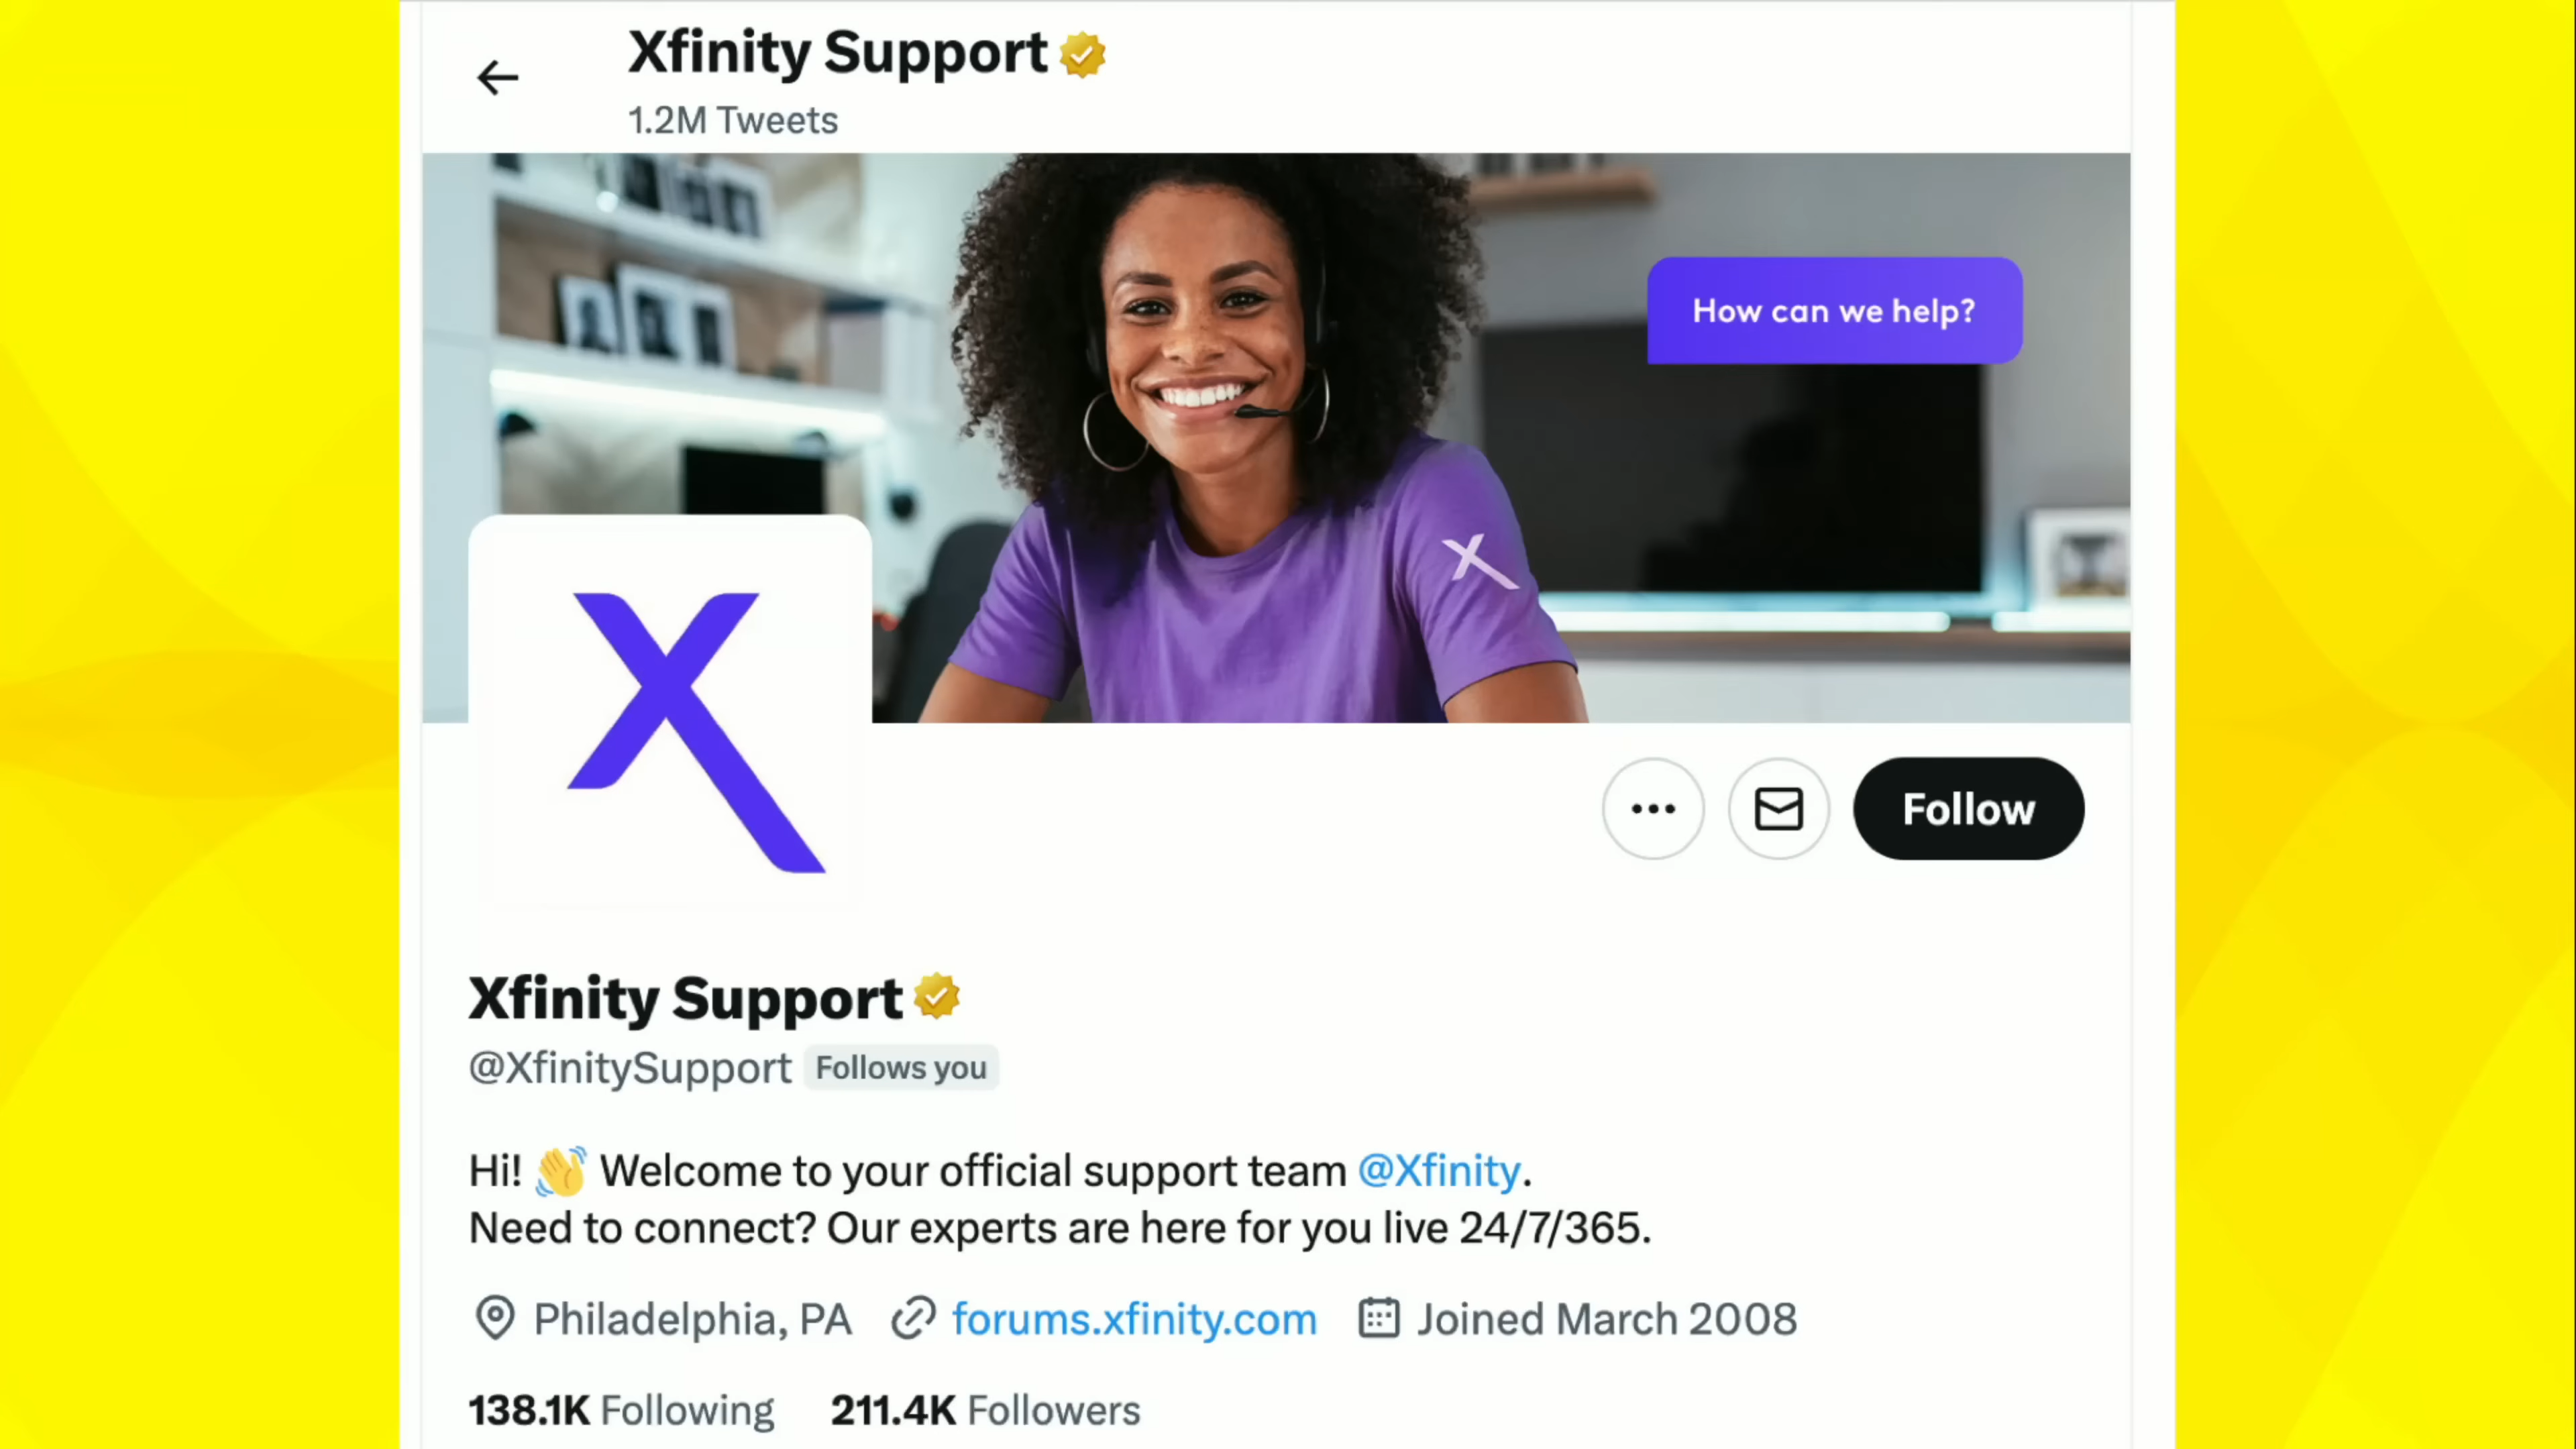 Xfinity Support
1.2M Tweets
How can we help?
Follow
Xfinity Support
@XfinitySupport Follows you
Hi! 👋 Welcome to your official support team @Xfinity.
Need to connect? Our experts are here for you live 24/7/365.
Philadelphia, PA forums.xfinity.com Joined March 2008
138.1K Following 211.4K Followers